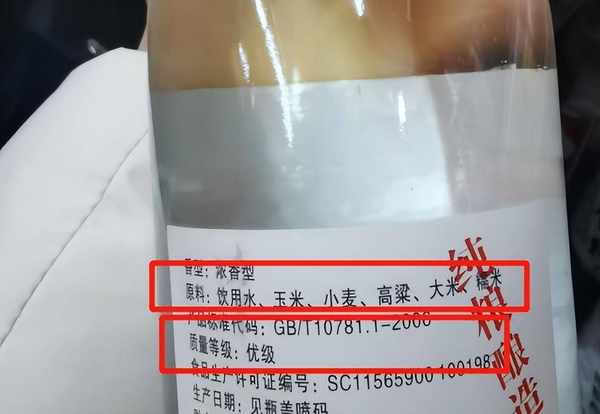 香型：浓香型
原料：饮用水、玉米、小麦、高粱、大米、糯米
产品标准代码：GB/T10781.1-2006
质量等级：优级
食品生产许可证编号：
生产日期：见瓶盖喷码
纯粮酿造